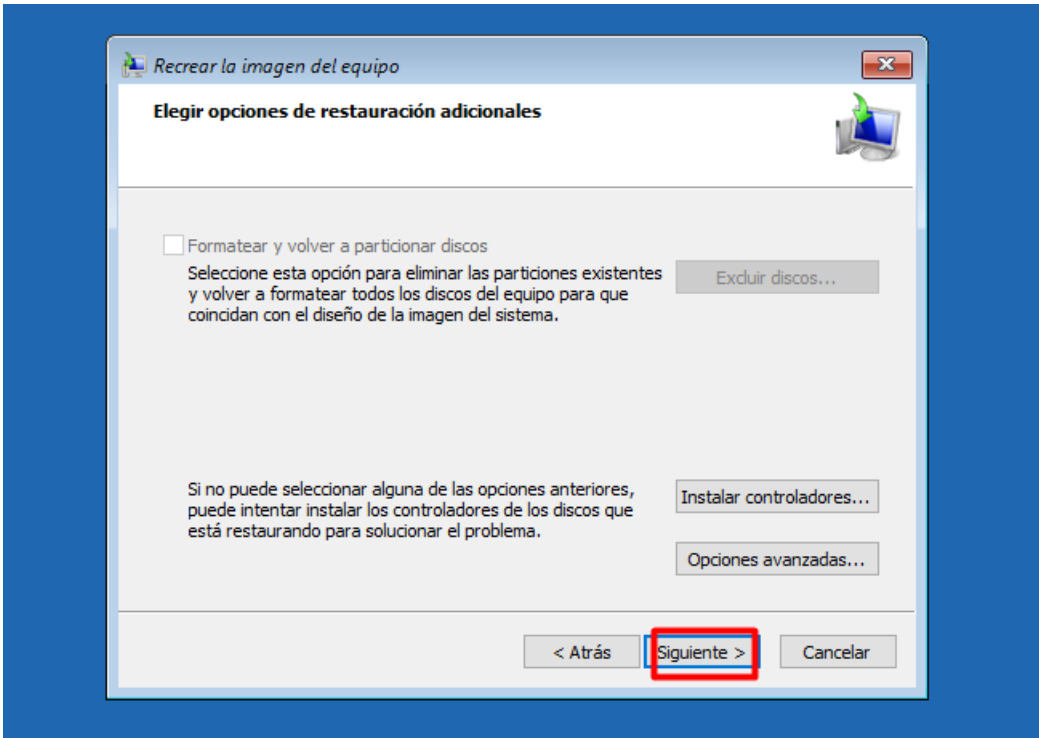 Recrear la imagen del equipo
Elegir opciones de restauración adicionales
Formatear y volver a particionar discos
Seleccione esta opción para eliminar las particiones existentes
y volver a formatear todos los discos del equipo para que
coincidan con el diseño de la imagen del sistema.
Excluir discos...
Si no puede seleccionar alguna de las opciones anteriores,
puede intentar instalar los controladores de los discos que
está restaurando para solucionar el problema.
Instalar controladores...
Opciones avanzadas...
< Atrás
Siguiente >
Cancelar